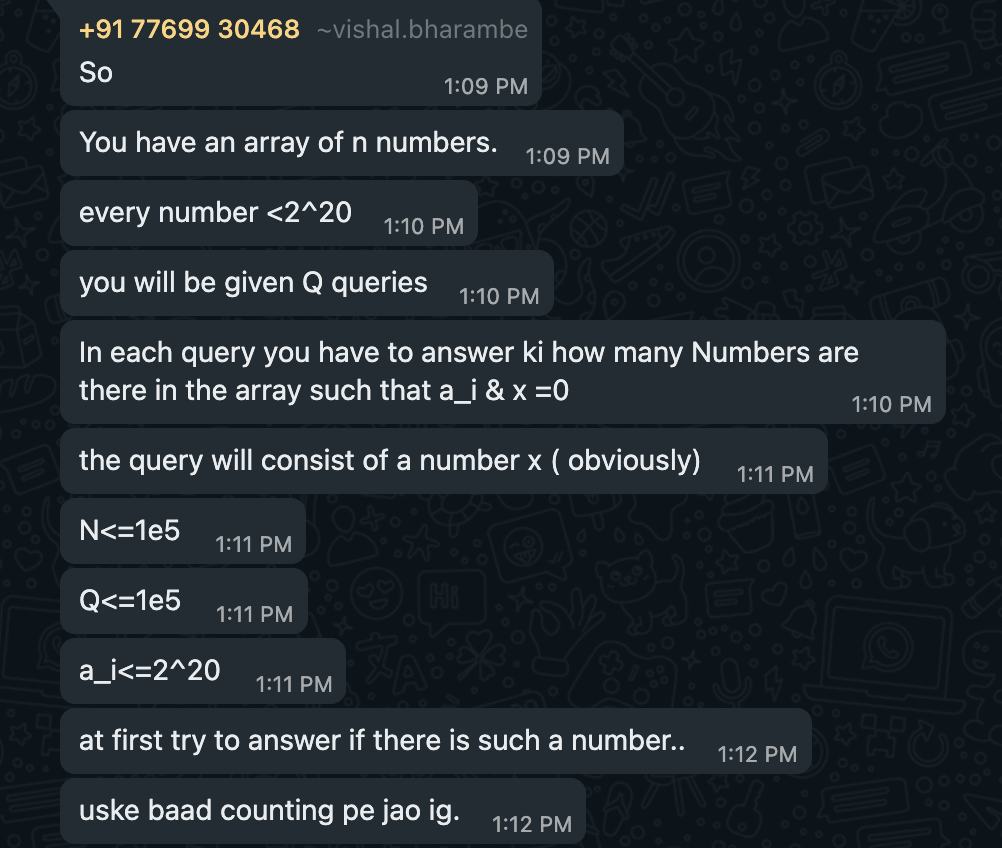 +91 77699 30468 ~vishal.bharambe
So
1:09 PM
You have an array of n numbers.
1:09 PM
every number <2^20
1:10 PM
you will be given Q queries
1:10 PM
In each query you have to answer ki how many Numbers are
there in the array such that a_i & x =0
1:10 PM
the query will consist of a number x ( obviously)
1:11 PM
N<=1e5
1:11 PM
Q<=1e5
1:11 PM
a_i<=2^20
1:11 PM
at first try to answer if there is such a number..
1:12 PM
uske baad counting pe jao ig.
1:12 PM